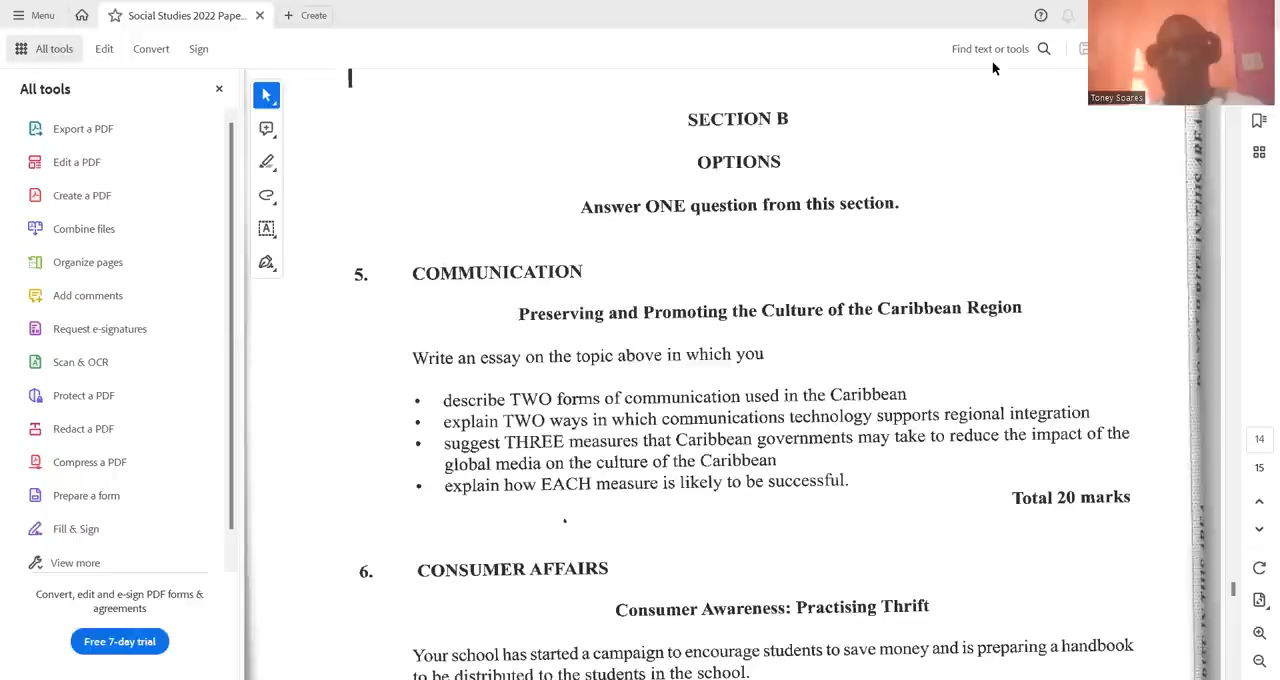 Menu
Social Studies 2022 Pape...
Create
All tools
Edit
Convert
Sign
Find text or tools
Toney Soares
All tools
Export a PDF
Edit a PDF
Create a PDF
Combine files
Organize pages
Add comments
Request e-signatures
Scan & OCR
Protect a PDF
Redact a PDF
Compress a PDF
Prepare a form
Fill & Sign
View more
Convert, edit and e-sign PDF forms &
agreements
Free 7-day trial
SECTION B
OPTIONS
Answer ONE question from this section.
5. COMMUNICATION
Preserving and Promoting the Culture of the Caribbean Region
Write an essay on the topic above in which you
• describe TWO forms of communication used in the Caribbean
• explain TWO ways in which communications technology supports regional integration
• suggest THREE measures that Caribbean governments may take to reduce the impact of the
global media on the culture of the Caribbean
• explain how EACH measure is likely to be successful.
Total 20 marks
6. CONSUMER AFFAIRS
Consumer Awareness: Practising Thrift
Your school has started a campaign to encourage students to save money and is preparing a handbook
to be distributed to the students in the school.
14
15